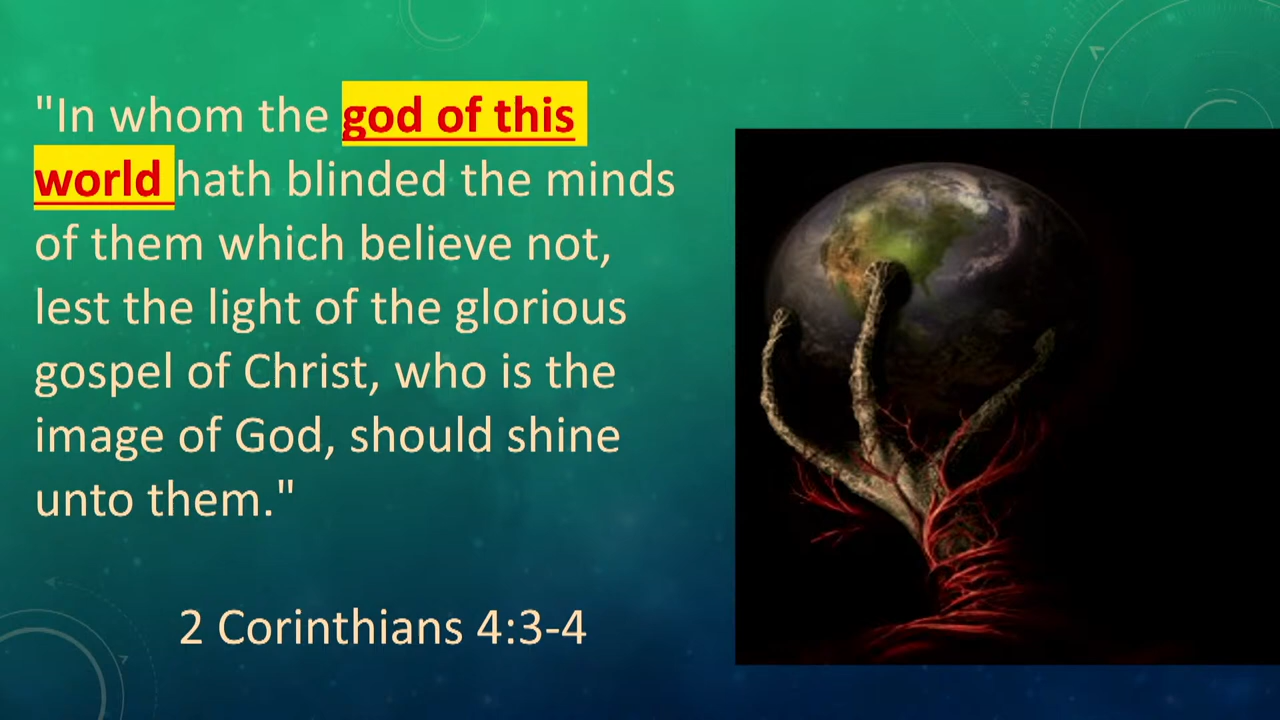 "In whom the god of this
world hath blinded the minds
of them which believe not,
lest the light of the glorious
gospel of Christ, who is the
image of God, should shine
unto them."
2 Corinthians 4:3-4